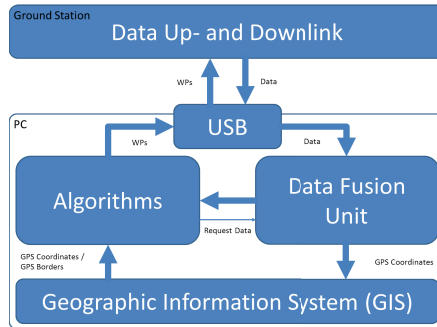 Ground Station
Data Up- and Downlink
WPs
Data
PC
USB
WPs
Data
Algorithms
Data Fusion
Unit
Request Data
GPS Coordinates /
GPS Borders
GPS Coordinates
Geographic Information System (GIS)